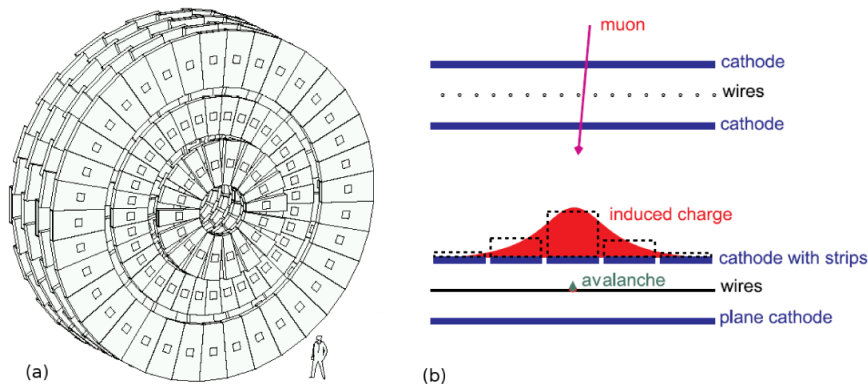 muon
cathode
wires
cathode
induced charge
cathode with strips
avalanche
wires
plane cathode
(a)
(b)